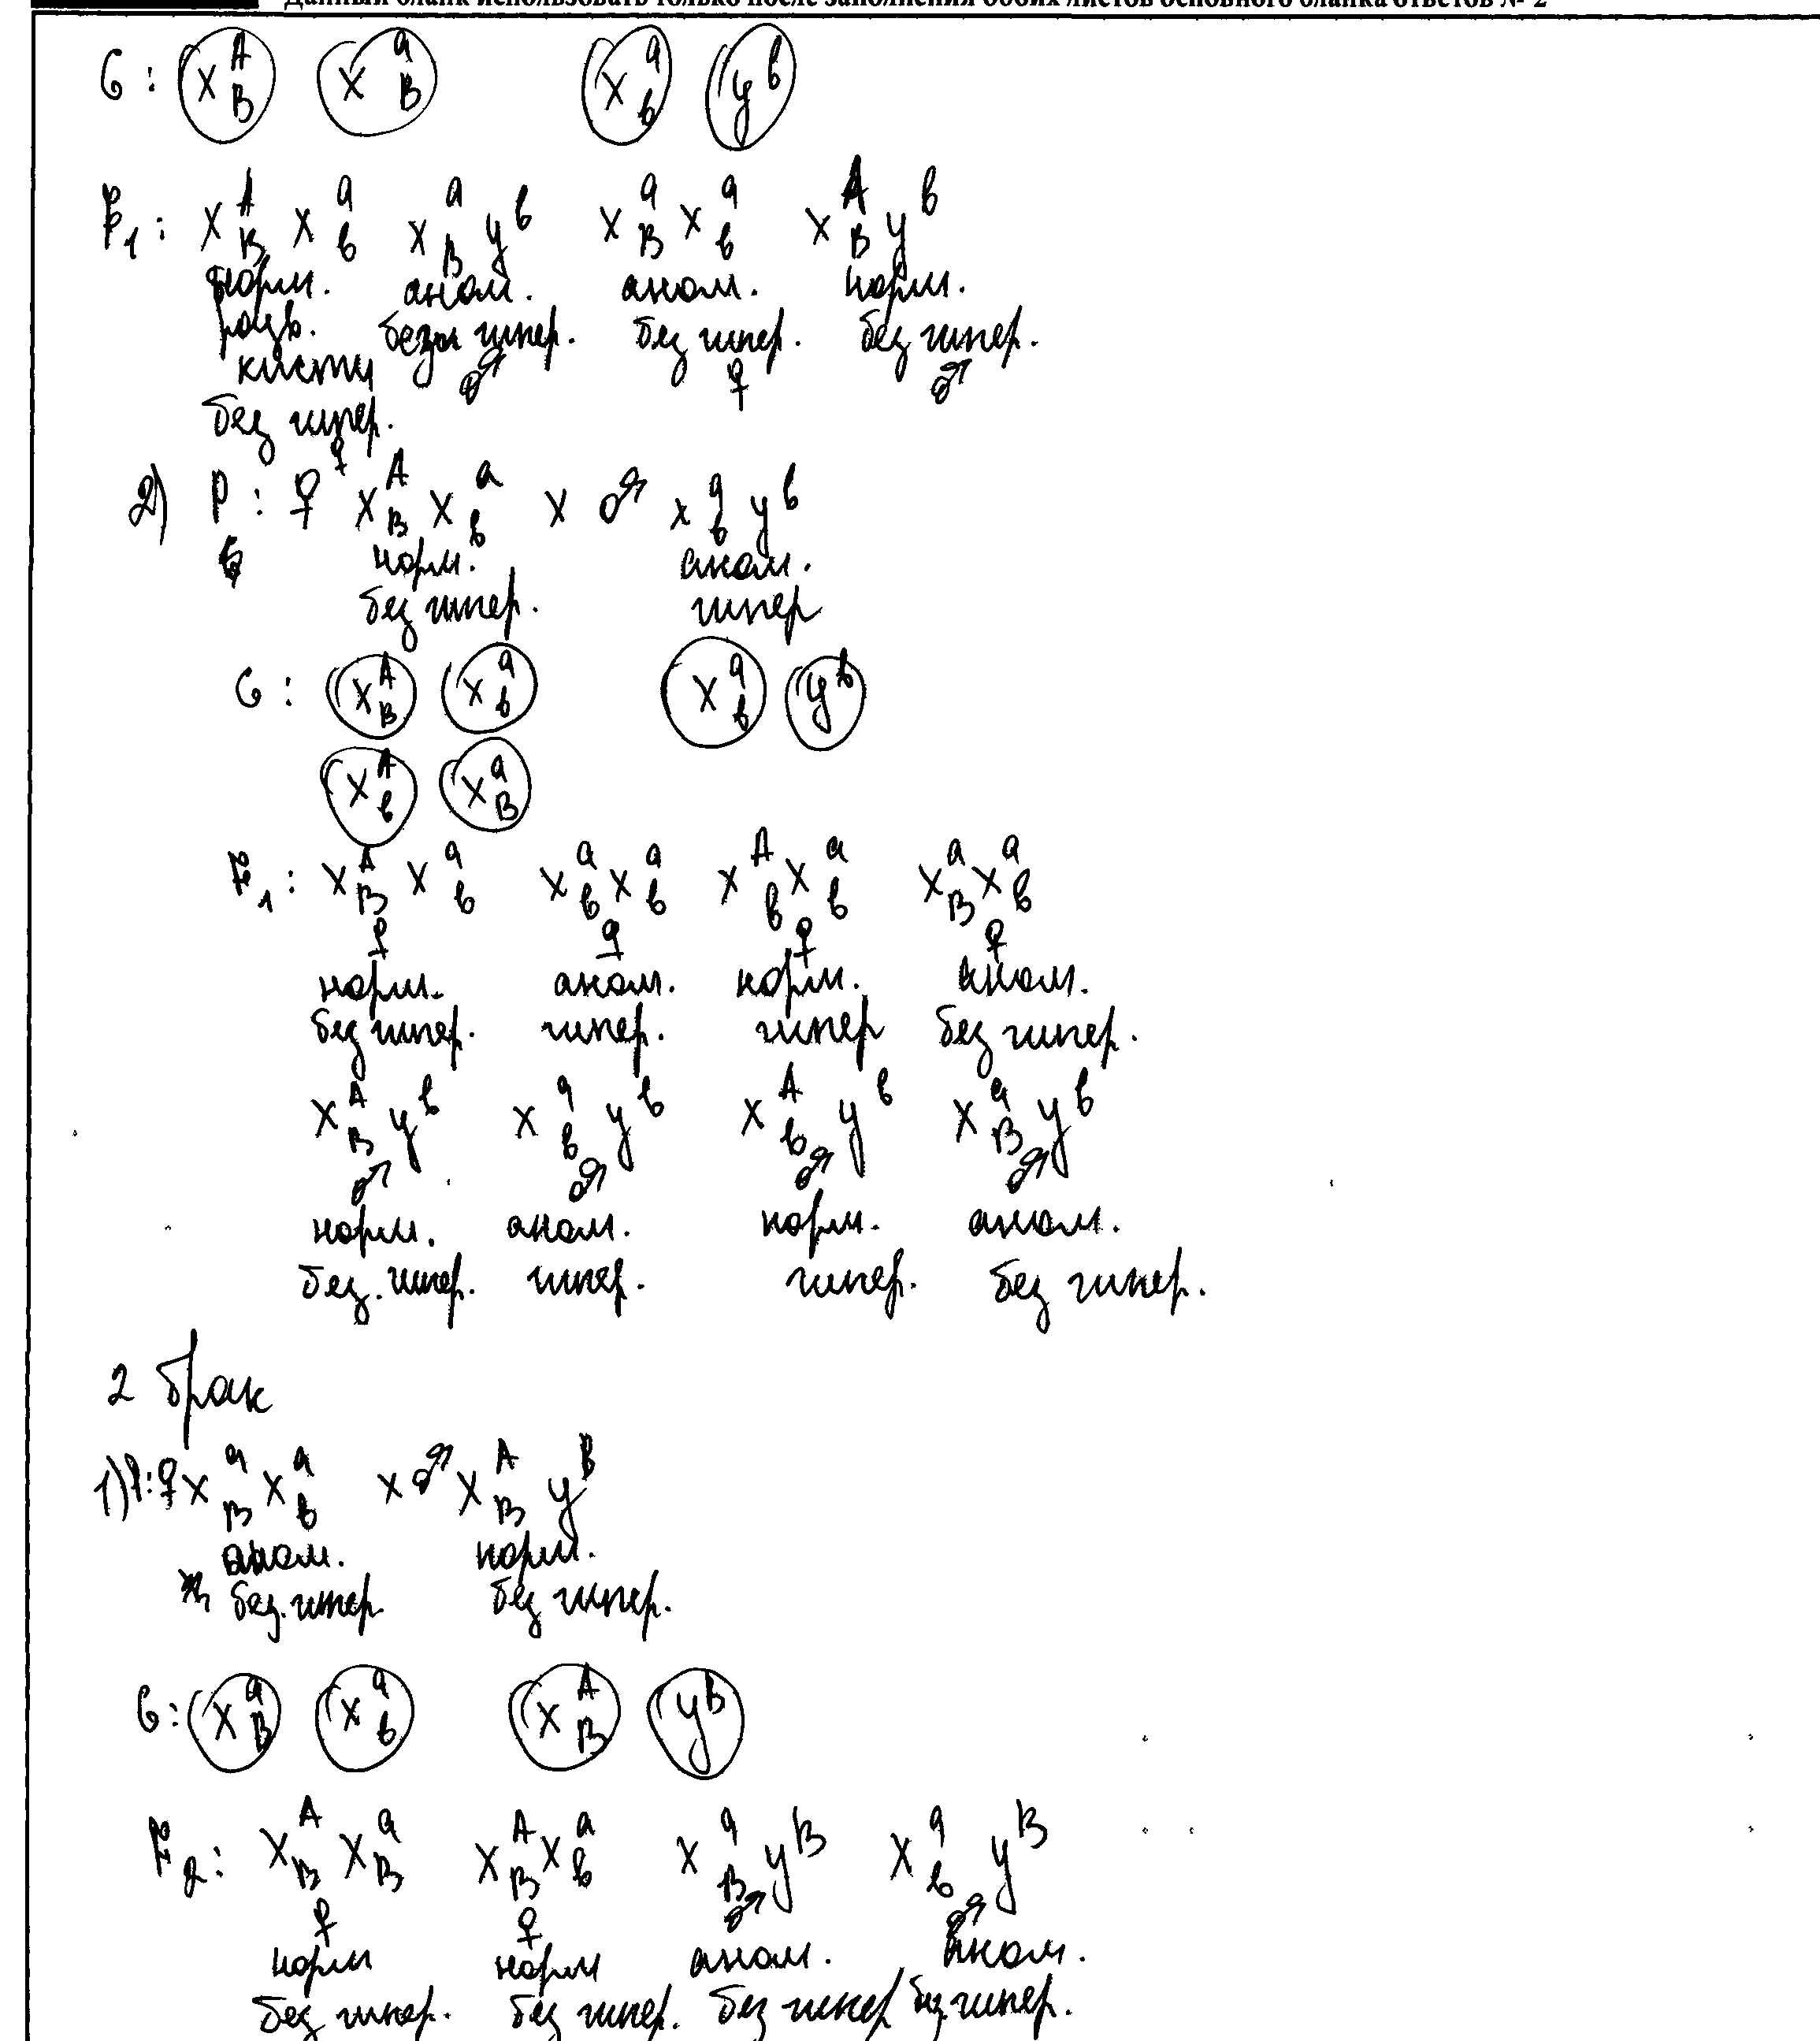 Данный бланк использовать только после заполнения обоих листов основного бланка ответов № 2
G : X^A_B X^a_B X^a_b y^b
F₁ : X^A_B X^a_b X^a_B y^b X^a_B X^a_b X^A_B y^b
норм. аном. аном. норм.
разв. без гипер. без гипер. без гипер.
кисти ♂ ♀ ♂
без гипер.
♀
2) P : ♀ X^A_B X^a_b x ♂ X^a_b y^b
норм. аном.
без гипер. гипер
G : X^A_B X^a_b X^a_b y^b
X^A_b X^a_B
F₁ : X^A_B X^a_b X^a_b X^a_b X^A_b X^a_b X^a_B X^a_b
♀ ♀ ♀ ♀
норм. аном. норм. аном.
без гипер. гипер. гипер без гипер.
X^A_B y^b X^a_b y^b X^A_b y^b X^a_B y^b
♂ ♂ ♂ ♂
норм. аном. норм. аном.
без. гипер. гипер. гипер. без гипер.
2 брак
1) P: ♀ X^a_B X^a_b x ♂ X^A_B y^B
аном. норм.
без. гипер. без гипер.
G: X^a_B X^a_b X^A_B y^B
F₂ : X^A_B X^a_B X^A_B X^a_b X^a_B y^B X^a_b y^B
♀ ♀ ♂ ♂
норм норм аном. аном.
без гипер. без гипер. без гипер без гипер.